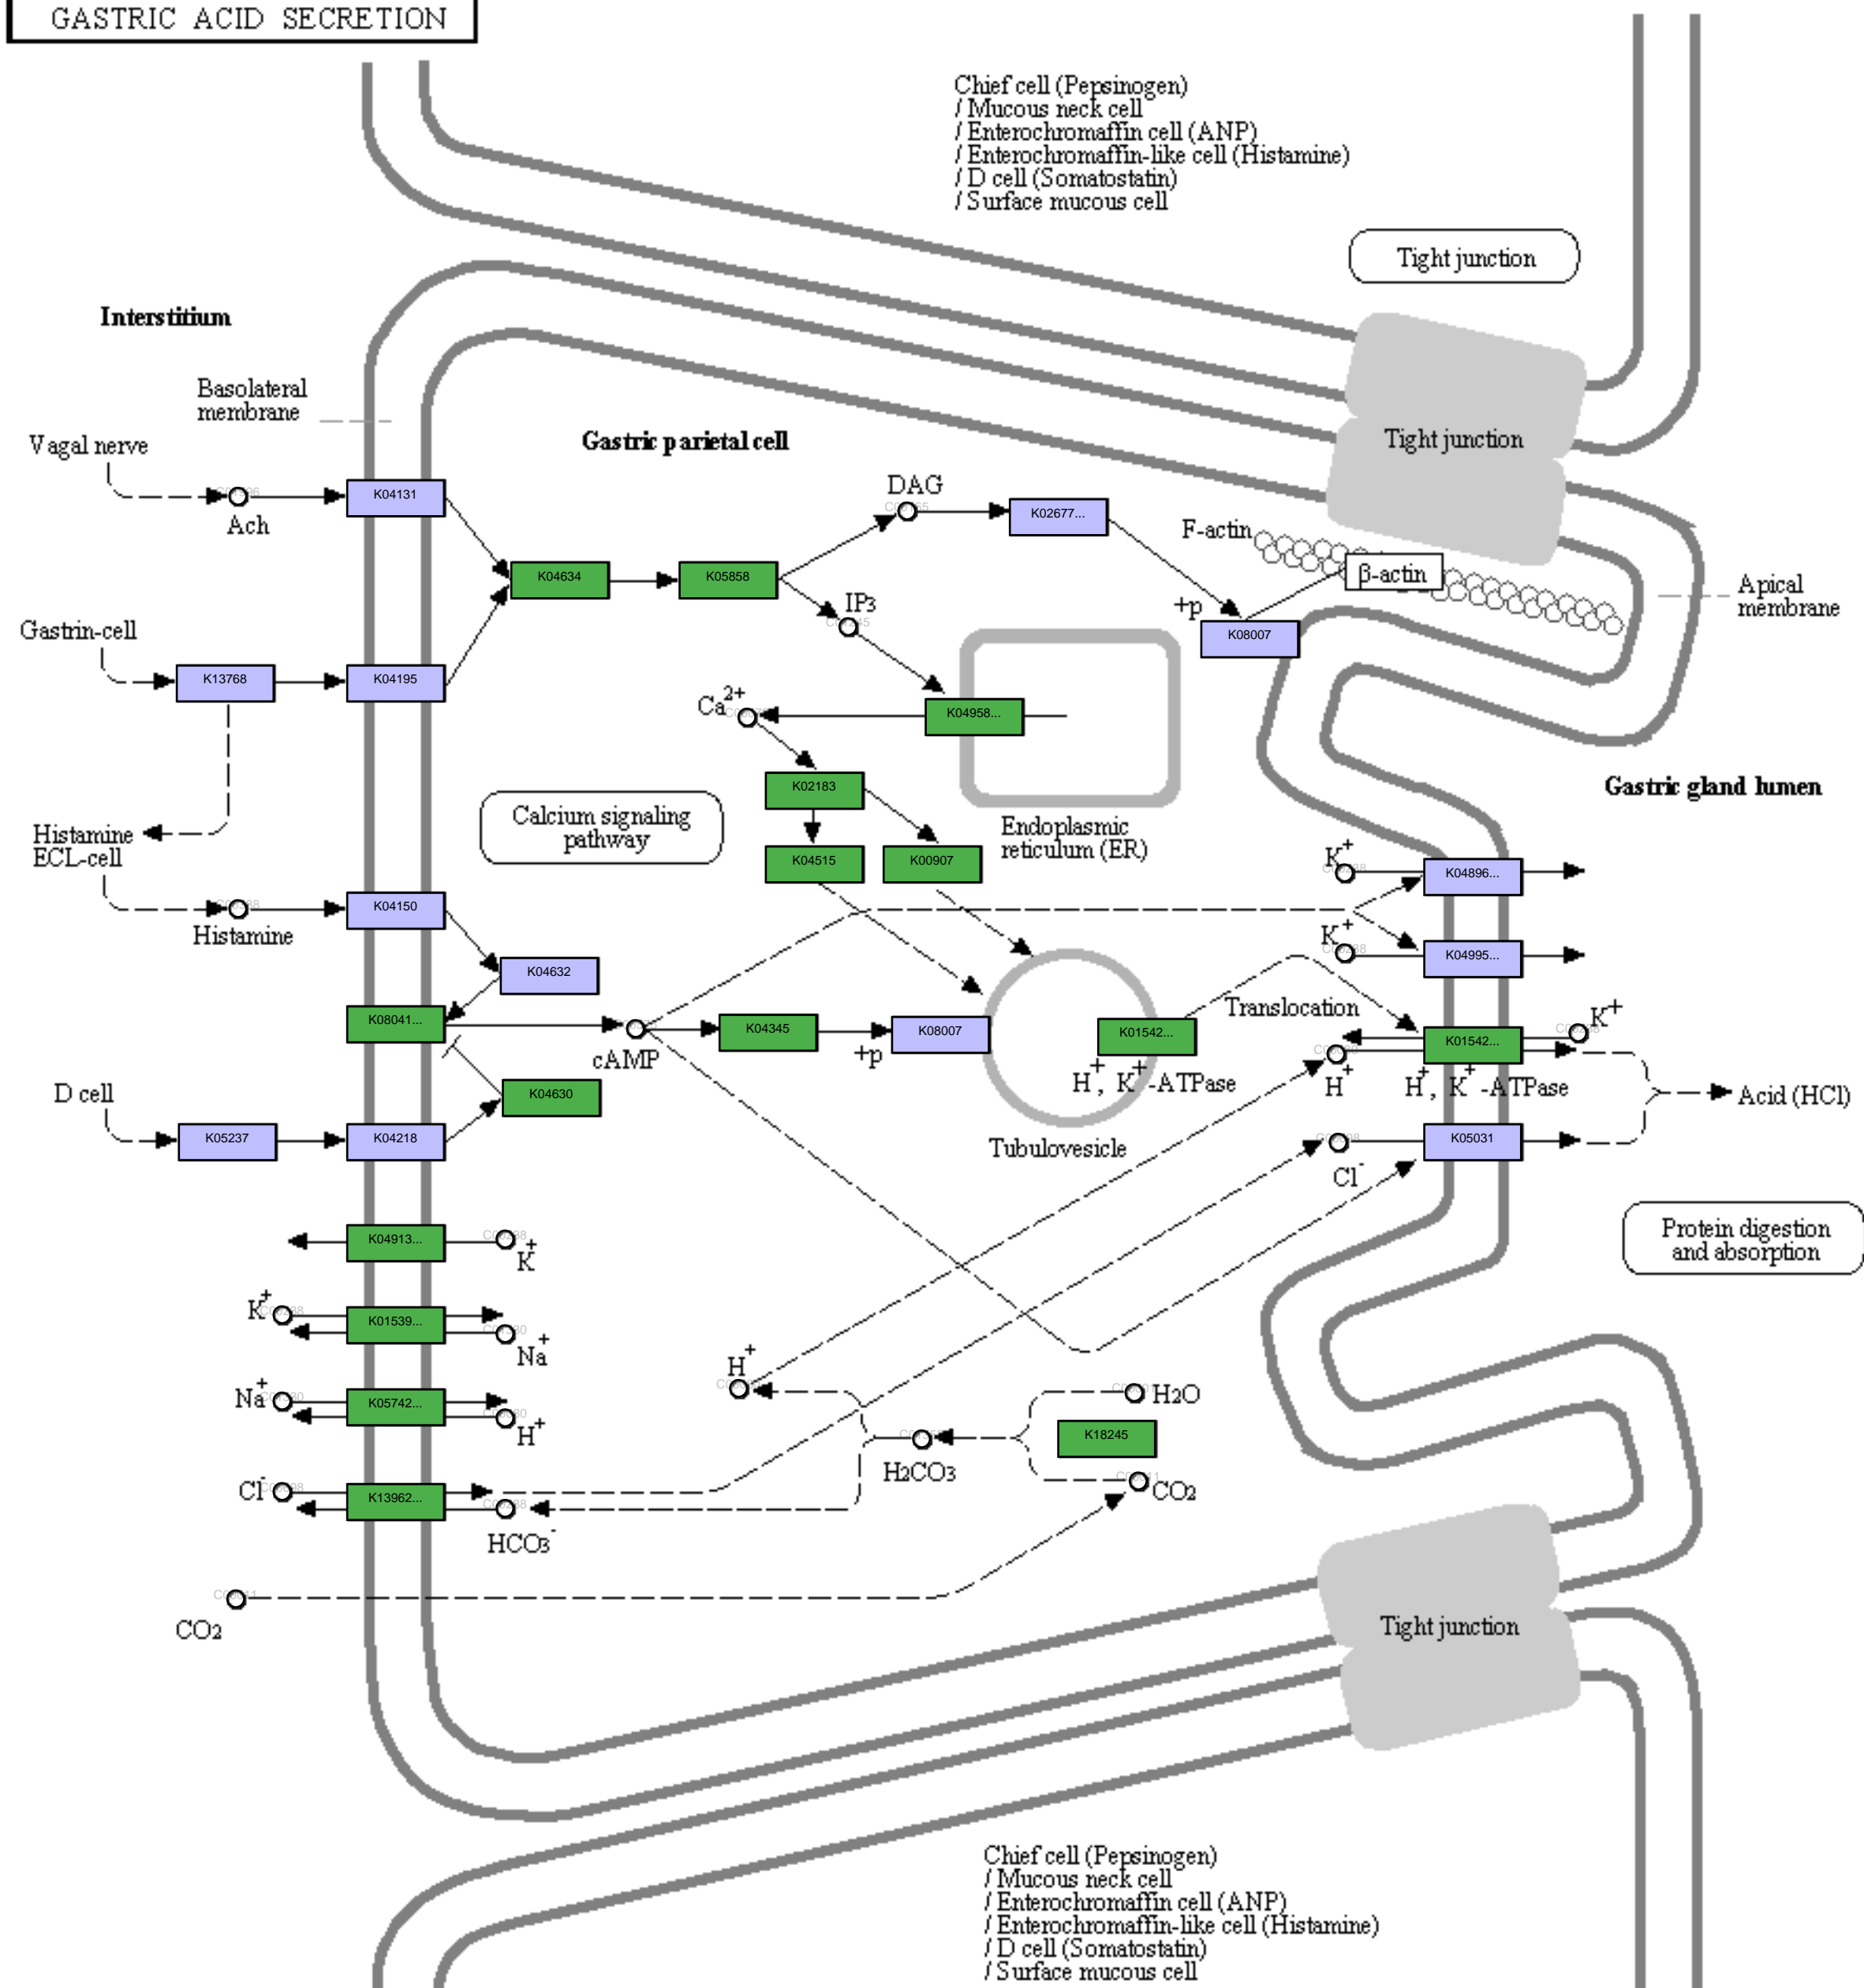 GASTRIC ACID SECRETION
Chief cell (Pepsinogen)
/ Mucous neck cell
/ Enterochromaffin cell (ANP)
/ Enterochromaffin-like cell (Histamine)
/ D cell (Somatostatin)
/ Surface mucous cell
Tight junction
Interstitium
Basolateral
membrane
Gastric parietal cell
Tight junction
Vagal nerve
K04131
Ach
DAG
K02677...
F-actin
β-actin
K04634
K05858
IP3
+p
K08007
Apical
membrane
Gastrin-cell
K13768
K04195
Ca2+
K04958...
K02183
Gastric gland lumen
Calcium signaling
pathway
Endoplasmic
reticulum (ER)
Histamine
ECL-cell
K04515
K00907
K+
K04896...
K04150
Histamine
K+
K04995...
K04632
Translocation
K08041...
cAMP
K04345
+p
K08007
K01542...
H+, K+-ATPase
K01542...
K+
H+
H+, K+-ATPase
Acid (HCl)
D cell
K04630
K05237
K04218
Tubulovesicle
K05031
Cl-
K04913...
K+
Protein digestion
and absorption
K+
K01539...
Na+
H+
Na+
K05742...
H+
H2O
K18245
H2CO3
Cl-
K13962...
HCO3-
CO2
CO2
Tight junction
Chief cell (Pepsinogen)
/ Mucous neck cell
/ Enterochromaffin cell (ANP)
/ Enterochromaffin-like cell (Histamine)
/ D cell (Somatostatin)
/ Surface mucous cell